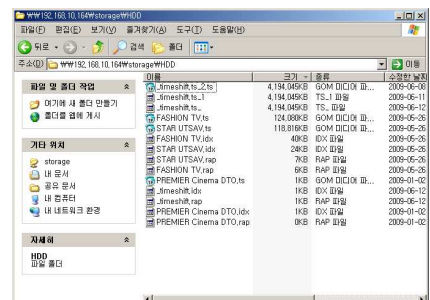 ₩₩192,168,10,164₩storage₩HDD
파일(F) 편집(E) 보기(V) 즐겨찾기(A) 도구(T) 도움말(H)
뒤로 검색 폴더
주소(D) ₩₩192,168,10,164₩storage₩HDD 이동
파일 및 폴더 작업
여기에 새 폴더 만들기
폴더를 웹에 게시
기타 위치
storage
내 문서
공유 문서
내 컴퓨터
내 네트워크 환경
자세히
HDD
파일 폴더
이름 크기 종류 수정한 날짜
_timeshift,ts_2,ts 4,194,045KB GOM 미디어 파... 2009-06-08
_timeshift,ts_1 4,194,045KB TS_1 파일 2009-06-11
_timeshift,ts_ 4,194,045KB TS_ 파일 2009-06-12
FASHION TV,ts 124,080KB GOM 미디어 파... 2009-05-26
STAR UTSAV,ts 118,816KB GOM 미디어 파... 2009-05-26
FASHION TV,idx 40KB IDX 파일 2009-05-26
STAR UTSAV,idx 24KB IDX 파일 2009-05-26
STAR UTSAV,rap 7KB RAP 파일 2009-05-26
FASHION TV,rap 6KB RAP 파일 2009-05-26
PREMIER Cinema DTO,ts 1KB GOM 미디어 파... 2009-01-02
_timeshift,idx 1KB IDX 파일 2009-06-12
_timeshift,rap 1KB RAP 파일 2009-06-12
PREMIER Cinema DTO,idx 1KB IDX 파일 2009-01-02
PREMIER Cinema DTO,rap 0KB RAP 파일 2009-01-02